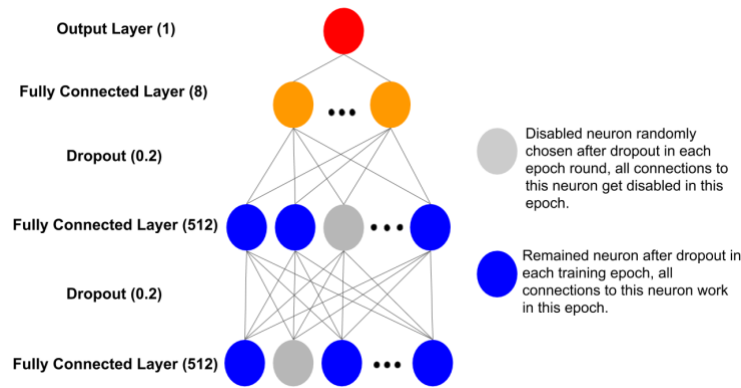 Output Layer (1)
Fully Connected Layer (8)
Dropout (0.2)
Fully Connected Layer (512)
Dropout (0.2)
Fully Connected Layer (512)
Disabled neuron randomly
chosen after dropout in each
epoch round, all connections to
this neuron get disabled in this
epoch.
Remained neuron after dropout in
each training epoch, all
connections to this neuron work
in this epoch.